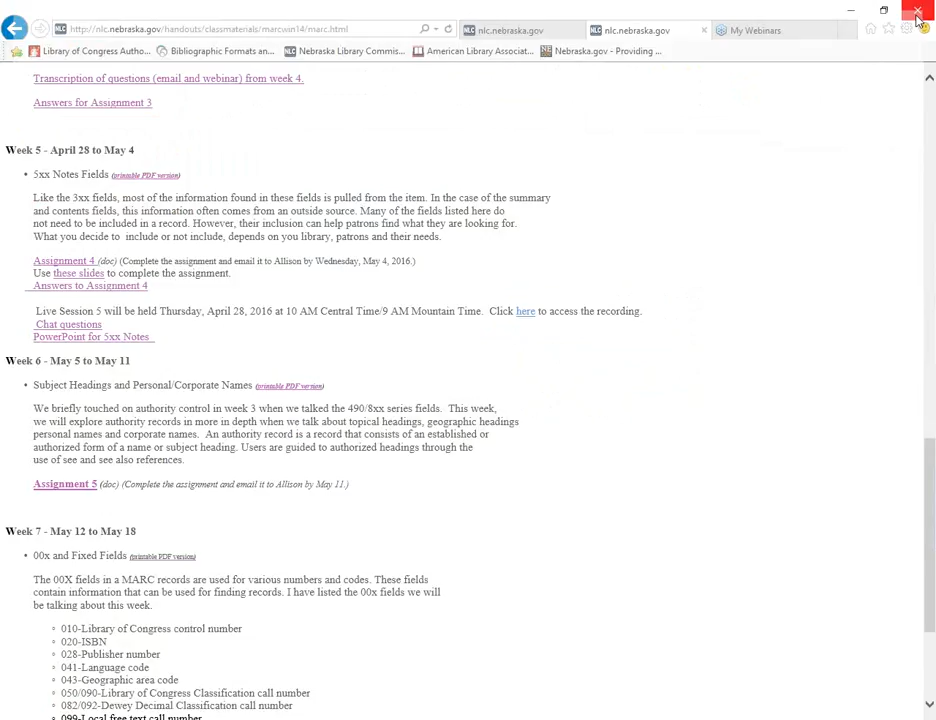 http://nlc.nebraska.gov/handouts/classmaterials/marcwin14/marc.html
nlc.nebraska.gov
nlc.nebraska.gov
My Webinars
Library of Congress Autho...
Bibliographic Formats an...
Nebraska Library Commis...
American Library Associat...
Nebraska.gov - Providing ...
Transcription of questions (email and webinar) from week 4.
Answers for Assignment 3
Week 5 - April 28 to May 4
• 5xx Notes Fields (printable PDF version)
Like the 3xx fields, most of the information found in these fields is pulled from the item. In the case of the summary
and contents fields, this information often comes from an outside source. Many of the fields listed here do
not need to be included in a record. However, their inclusion can help patrons find what they are looking for.
What you decide to include or not include, depends on you library, patrons and their needs.
Assignment 4 (doc) (Complete the assignment and email it to Allison by Wednesday, May 4, 2016.)
Use these slides to complete the assignment.
Answers to Assignment 4
Live Session 5 will be held Thursday, April 28, 2016 at 10 AM Central Time/9 AM Mountain Time. Click here to access the recording.
Chat questions
PowerPoint for 5xx Notes
Week 6 - May 5 to May 11
• Subject Headings and Personal/Corporate Names (printable PDF version)
We briefly touched on authority control in week 3 when we talked the 490/8xx series fields. This week,
we will explore authority records in more in depth when we talk about topical headings, geographic headings
personal names and corporate names. An authority record is a record that consists of an established or
authorized form of a name or subject heading. Users are guided to authorized headings through the
use of see and see also references.
Assignment 5 (doc) (Complete the assignment and email it to Allison by May 11.)
Week 7 - May 12 to May 18
• 00x and Fixed Fields (printable PDF version)
The 00X fields in a MARC records are used for various numbers and codes. These fields
contain information that can be used for finding records. I have listed the 00x fields we will
be talking about this week.
◦ 010-Library of Congress control number
◦ 020-ISBN
◦ 028-Publisher number
◦ 041-Language code
◦ 043-Geographic area code
◦ 050/090-Library of Congress Classification call number
◦ 082/092-Dewey Decimal Classification call number
◦ 099-Local free text call number